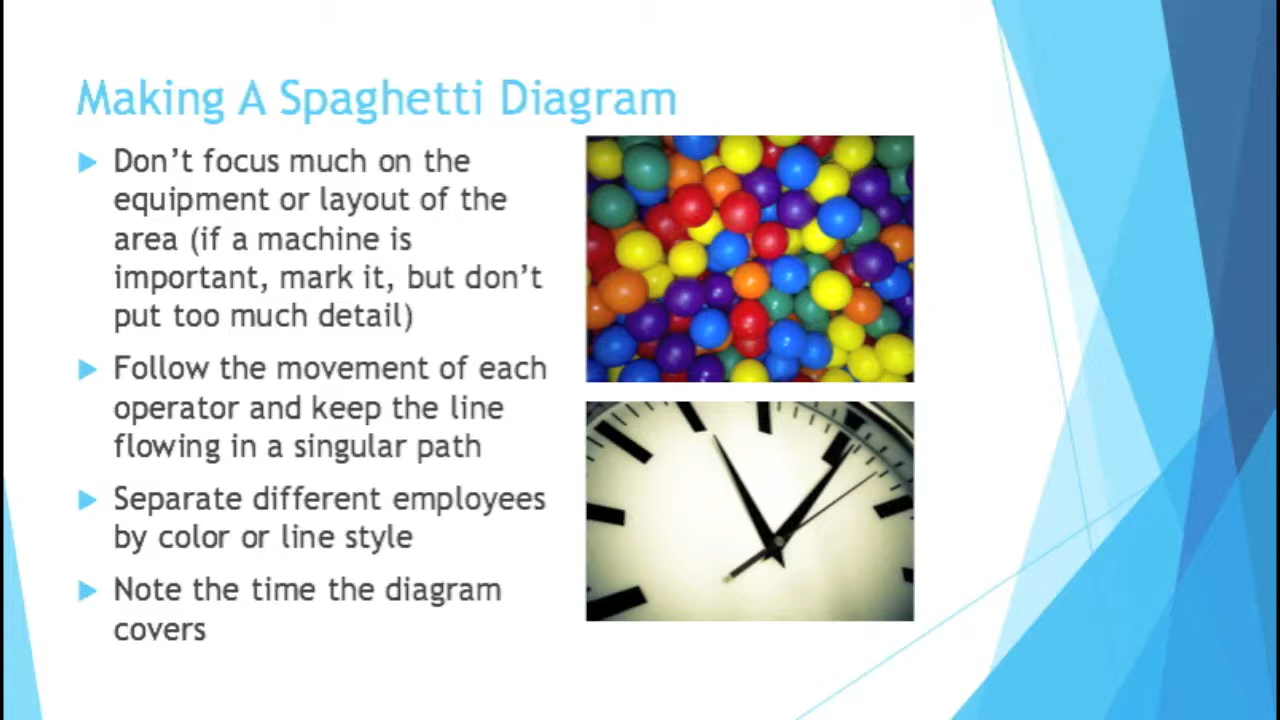 Making A Spaghetti Diagram
Don't focus much on the
equipment or layout of the
area (if a machine is
important, mark it, but don't
put too much detail)
Follow the movement of each
operator and keep the line
flowing in a singular path
Separate different employees
by color or line style
Note the time the diagram
covers